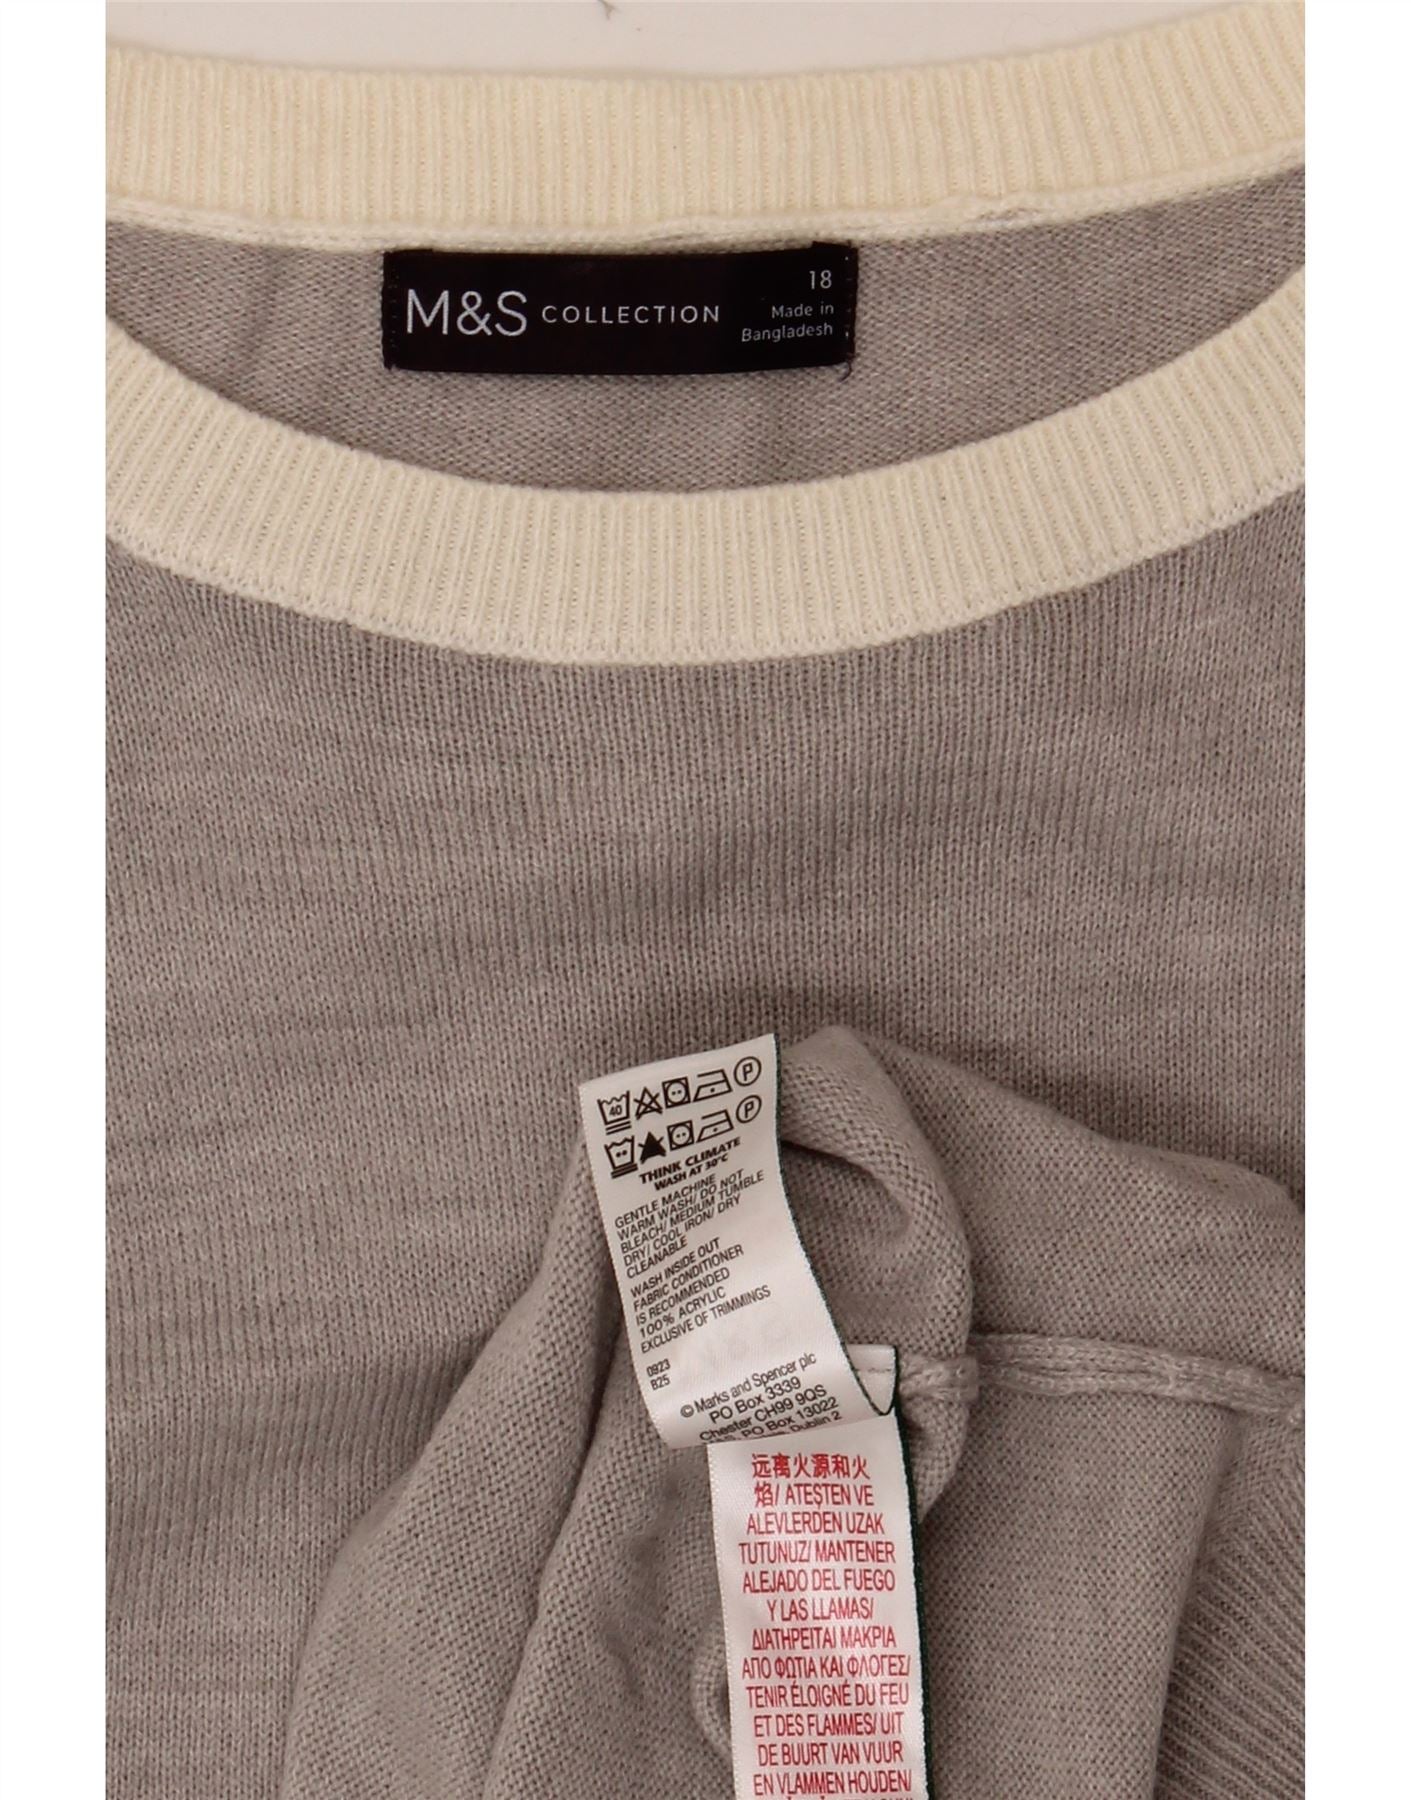 M&S COLLECTION
18
Made in
Bangladesh
40
P
P
THINK CLIMATE
WASH AT 30°C
GENTLE MACHINE
WARM WASH/ DO NOT
BLEACH/ MEDIUM TUMBLE
DRY/ COOL IRON/ DRY
CLEANABLE
WASH INSIDE OUT
FABRIC CONDITIONER
IS RECOMMENDED
100% ACRYLIC
EXCLUSIVE OF TRIMMINGS
0923
B25
© Marks and Spencer plc
PO Box 3339
Chester CH99 9QS
PO Box 13022
Dublin 2
远离火源和火
焰/ ATEŞTEN VE
ALEVLERDEN UZAK
TUTUNUZ/ MANTENER
ALEJADO DEL FUEGO
Y LAS LLAMAS/
ΔΙΑΤΗΡΕΙΤΑΙ ΜΑΚΡΙΑ
ΑΠΟ ΦΩΤΙΑ ΚΑΙ ΦΛΟΓΕΣ/
TENIR ÉLOIGNÉ DU FEU
ET DES FLAMMES/ UIT
DE BUURT VAN VUUR
EN VLAMMEN HOUDEN/